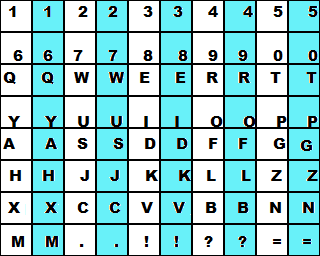 1 1 2 2 3 3 4 4 5 5
6 6 7 7 8 8 9 9 0 0
Q Q W W E E R R T T
Y Y U U I I O O P P
A A S S D D F F G G
H H J J K K L L Z Z
X X C C V V B B N N
M M . . ! ! ? ? = =